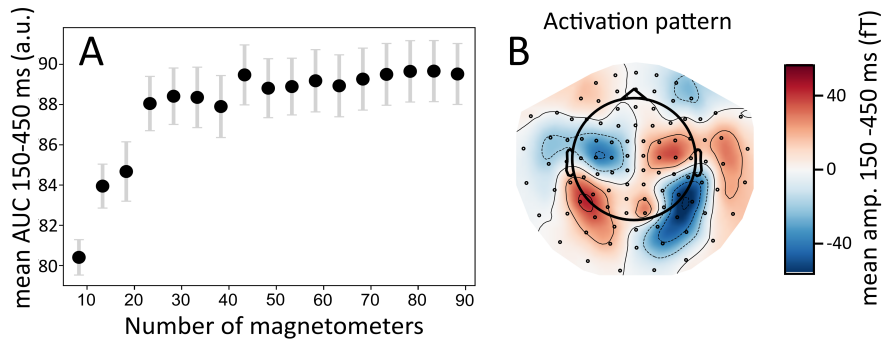 A
mean AUC 150-450 ms (a.u.)
90
88
86
84
82
80
10 20 30 40 50 60 70 80 90
Number of magnetometers
Activation pattern
B
40
0
-40
mean amp. 150 -450 ms (fT)